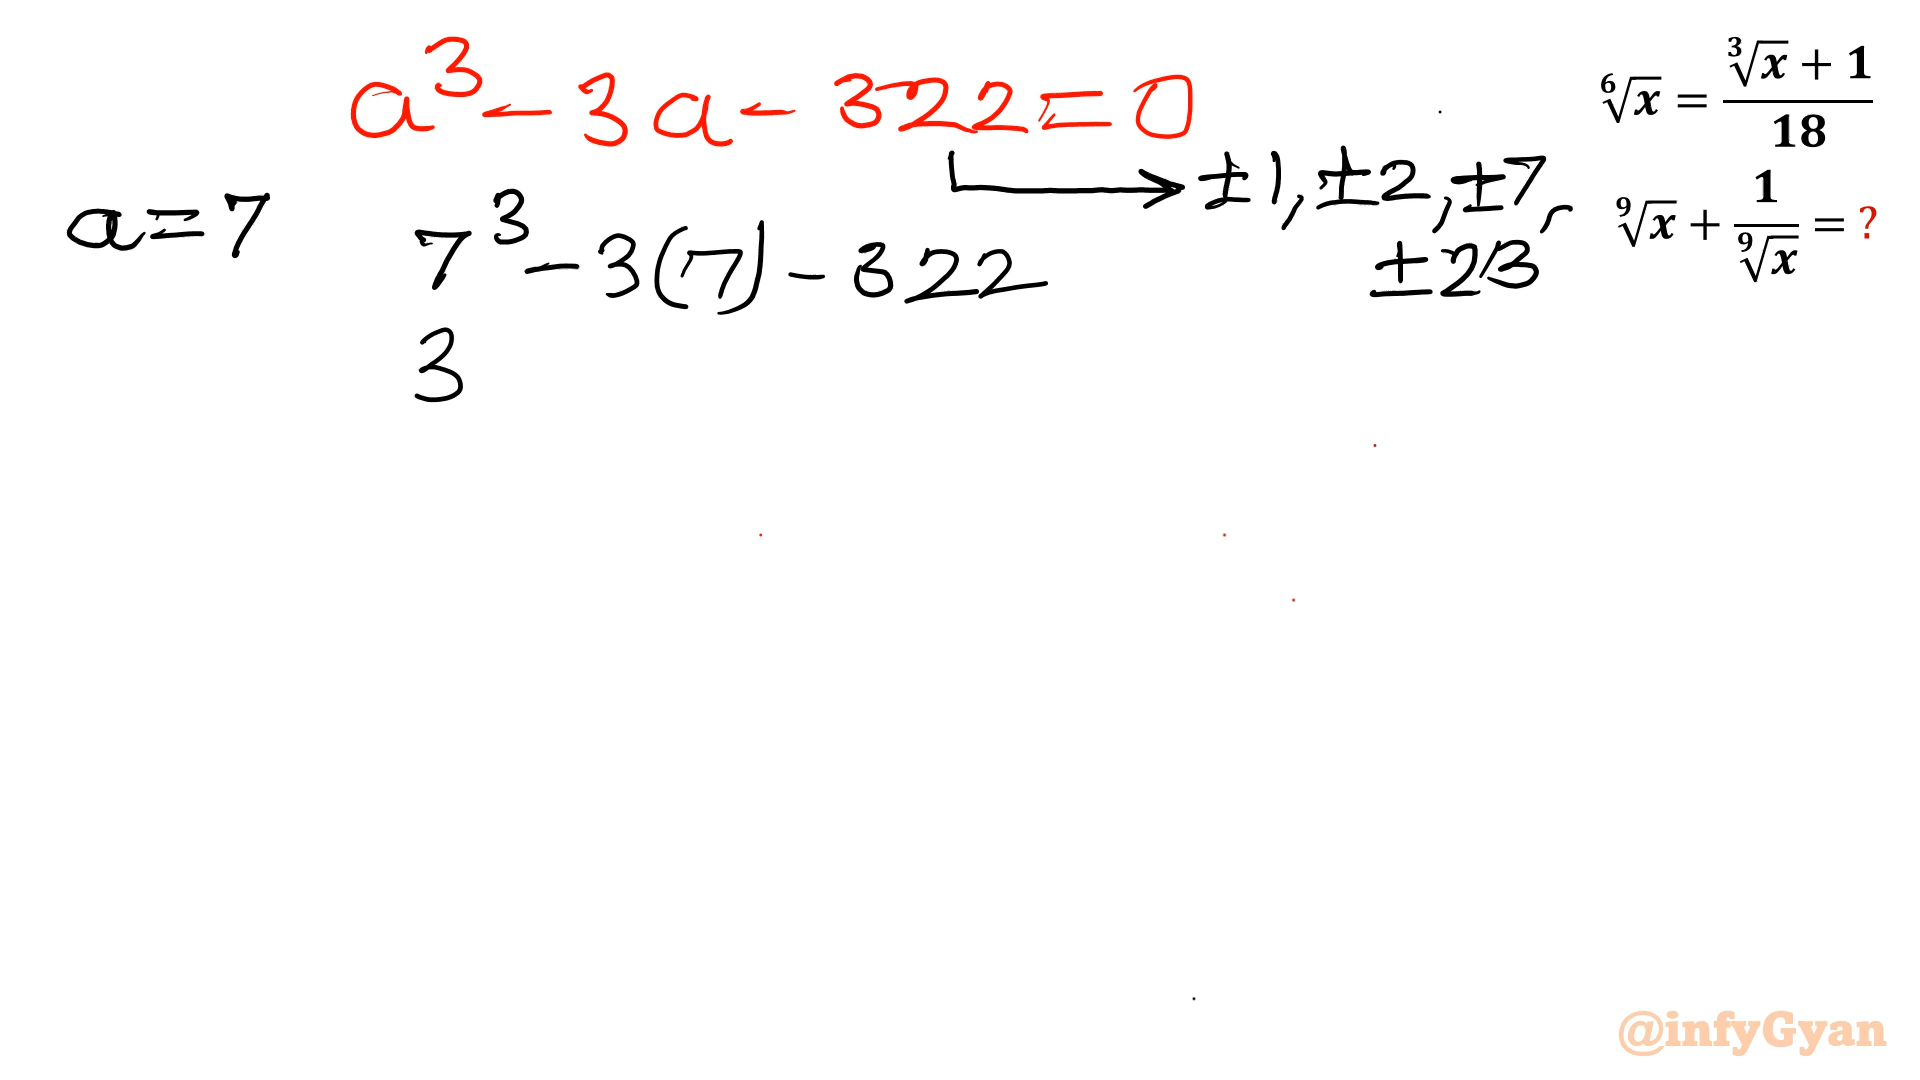 a³ - 3a - 322 = 0
→ ±1, ±2, ±7,
±23
a = 7
7³ - 3(7) - 322
3
⁶√x = (³√x + 1)/18
⁹√x + 1/⁹√x = ?
@infyGyan